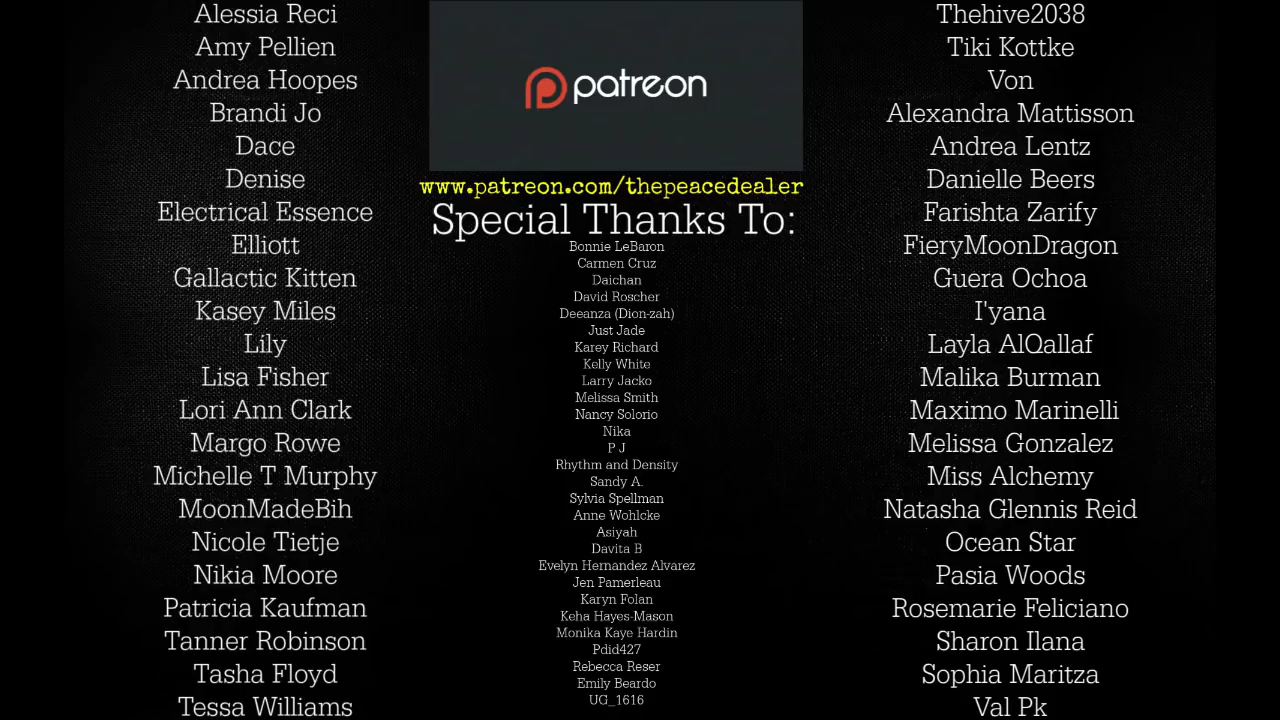 Alessia Reci
Amy Pellien
Andrea Hoopes
Brandi Jo
Dace
Denise
Electrical Essence
Elliott
Gallactic Kitten
Kasey Miles
Lily
Lisa Fisher
Lori Ann Clark
Margo Rowe
Michelle T Murphy
MoonMadeBih
Nicole Tietje
Nikia Moore
Patricia Kaufman
Tanner Robinson
Tasha Floyd
Tessa Williams
patreon
www.patreon.com/thepeacedealer
Special Thanks To:
Bonnie LeBaron
Carmen Cruz
Daichan
David Roscher
Deeanza (Dion-zah)
Just Jade
Karey Richard
Kelly White
Larry Jacko
Melissa Smith
Nancy Solorio
Nika
P J
Rhythm and Density
Sandy A.
Sylvia Spellman
Anne Wohlcke
Asiyah
Davita B
Evelyn Hernandez Alvarez
Jen Pamerleau
Karyn Folan
Keha Hayes-Mason
Monika Kaye Hardin
Pdid427
Rebecca Reser
Emily Beardo
UG_1616
Thehive2038
Tiki Kottke
Von
Alexandra Mattisson
Andrea Lentz
Danielle Beers
Farishta Zarify
FieryMoonDragon
Guera Ochoa
I'yana
Layla AlQallaf
Malika Burman
Maximo Marinelli
Melissa Gonzalez
Miss Alchemy
Natasha Glennis Reid
Ocean Star
Pasia Woods
Rosemarie Feliciano
Sharon Ilana
Sophia Maritza
Val Pk